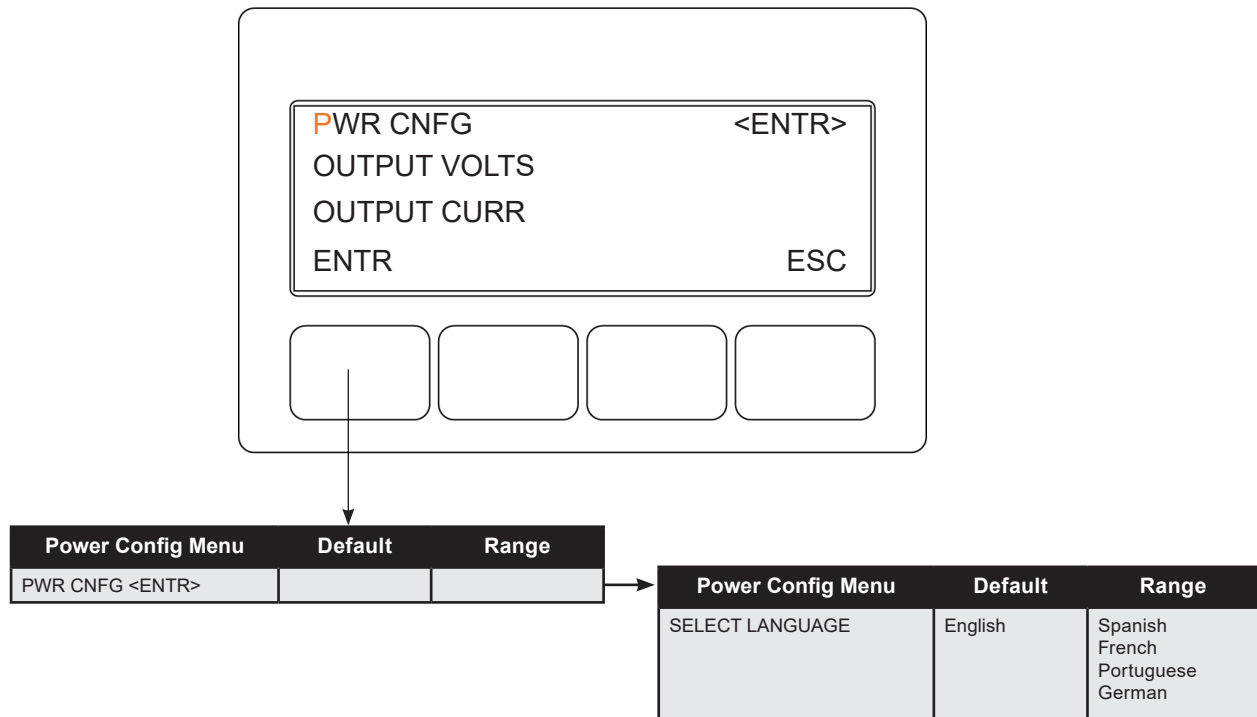 PWR CNFG <ENTR>
OUTPUT VOLTS
OUTPUT CURR
ENTR ESC
Power Config Menu Default Range
PWR CNFG <ENTR>
Power Config Menu Default Range
SELECT LANGUAGE English Spanish
French
Portuguese
German